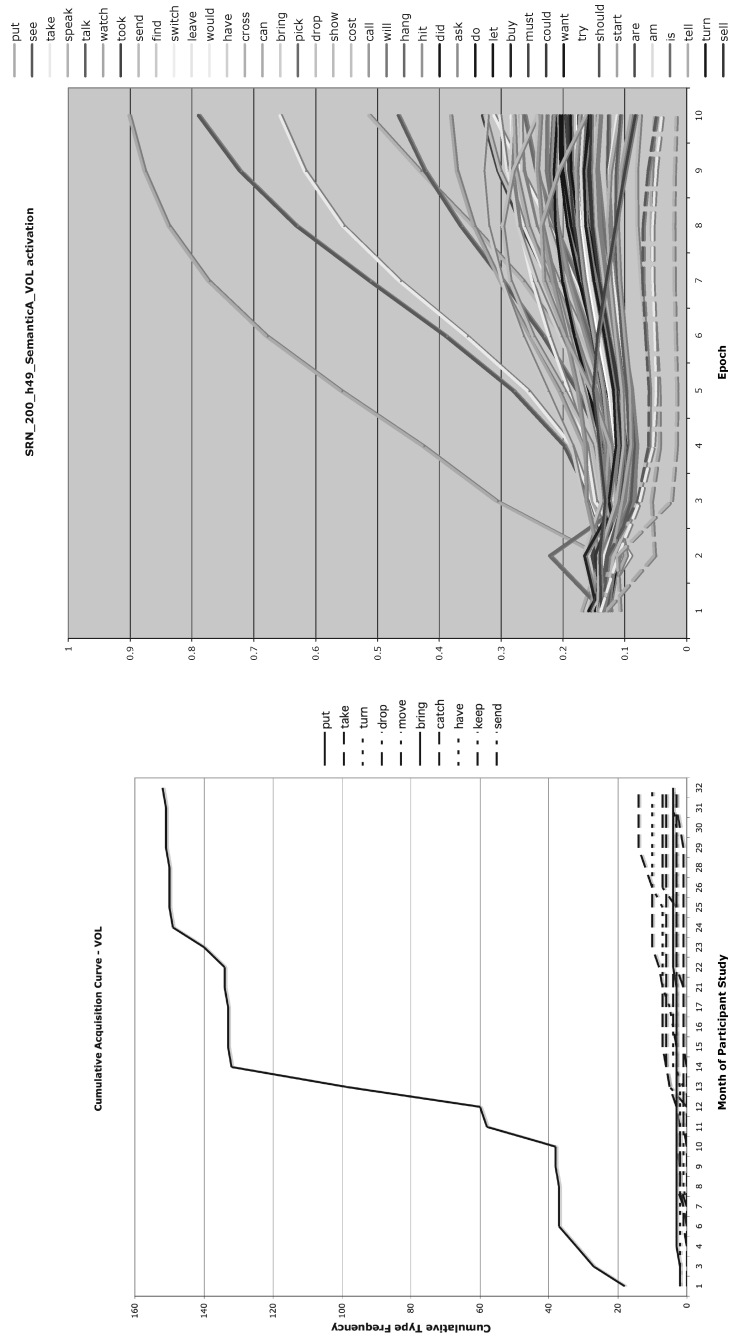 Cumulative Acquisition Curve - VOL
Cumulative Type Frequency
160
140
120
100
80
60
40
20
0
1 3 4 6 7 8 9 10 11 12 13 14 15 16 17 21 22 23 24 25 26 28 29 30 31 32
Month of Participant Study
put
take
turn
drop
move
bring
catch
have
keep
send
SRN_200_h49_SemanticA_VOL activation
1
0.9
0.8
0.7
0.6
0.5
0.4
0.3
0.2
0.1
0
1 2 3 4 5 6 7 8 9 10
Epoch
put
see
take
speak
talk
watch
took
send
find
switch
leave
would
have
cross
can
bring
pick
drop
show
cost
call
will
hang
hit
did
ask
do
let
buy
must
could
want
try
should
start
are
am
is
tell
turn
sell